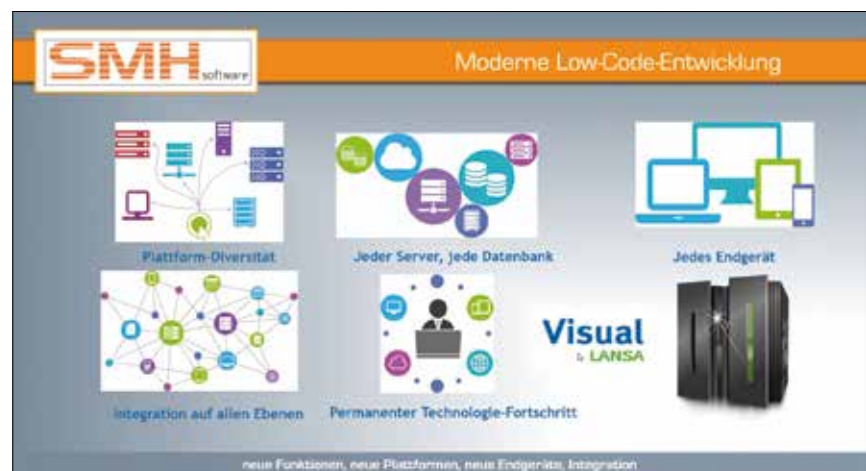 SMH software
Moderne Low-Code-Entwicklung
Plattform-Diversität
Jeder Server, jede Datenbank
Jedes Endgerät
Integration auf allen Ebenen
Permanenter Technologie-Fortschritt
Visual
by LANSA
neue Funktionen, neue Plattformen, neue Endgeräte, Integration